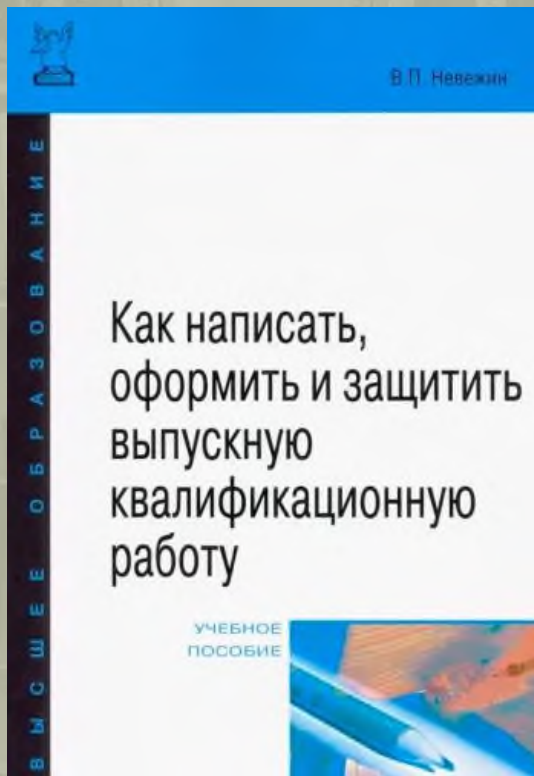 В.П. Невежин
ВЫСШЕЕ ОБРАЗОВАНИЕ
Как написать,
оформить и защитить
выпускную
квалификационную
работу
УЧЕБНОЕ
ПОСОБИЕ